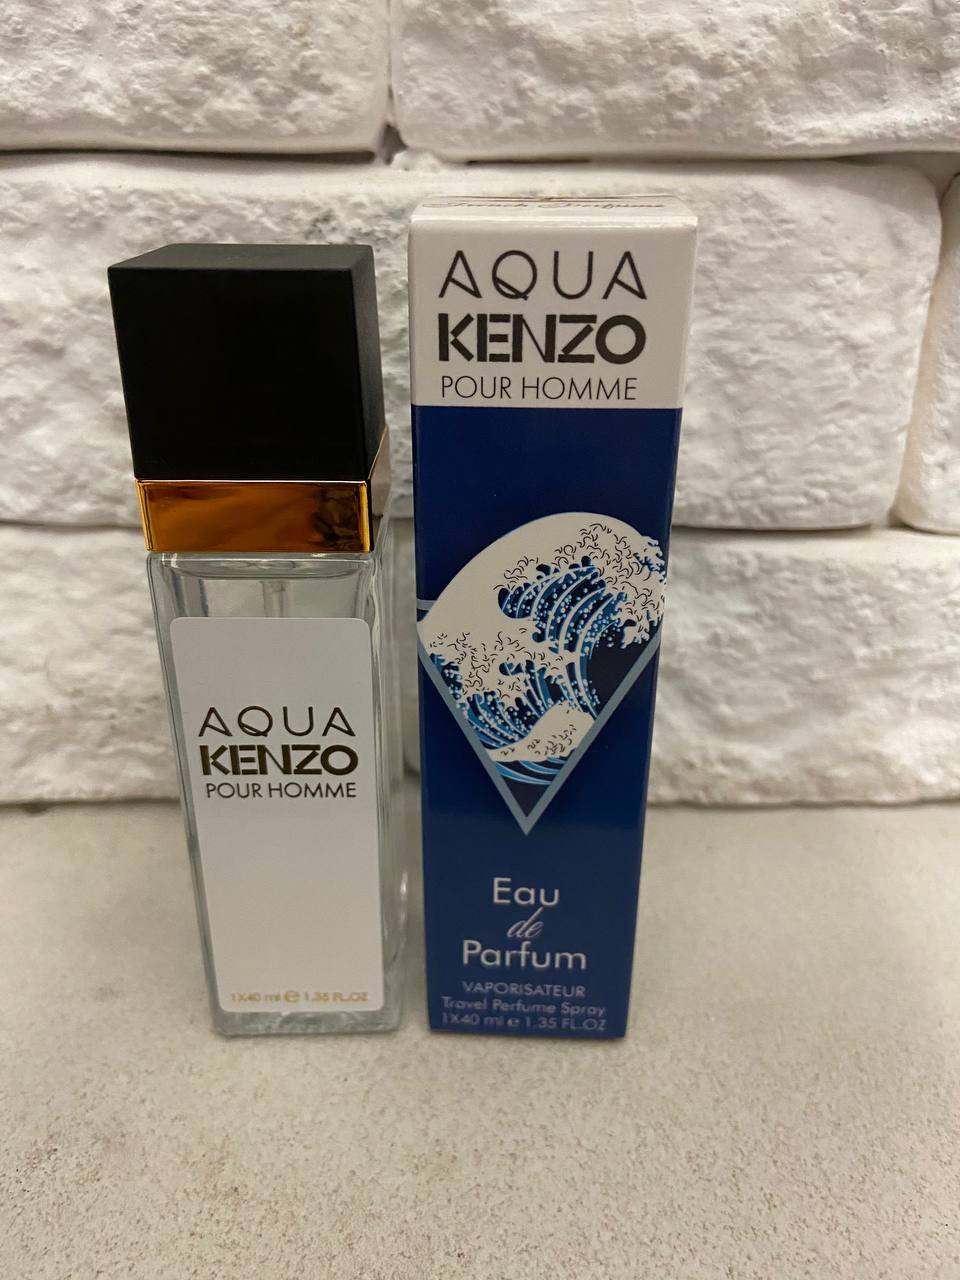 AQUA
KENZO
POUR HOMME
1X40 ml e 1.35 FL.OZ
AQUA
KENZO
POUR HOMME
Eau
de
Parfum
VAPORISATEUR
Travel Perfume Spray
1X40 ml e 1.35 FL.OZ